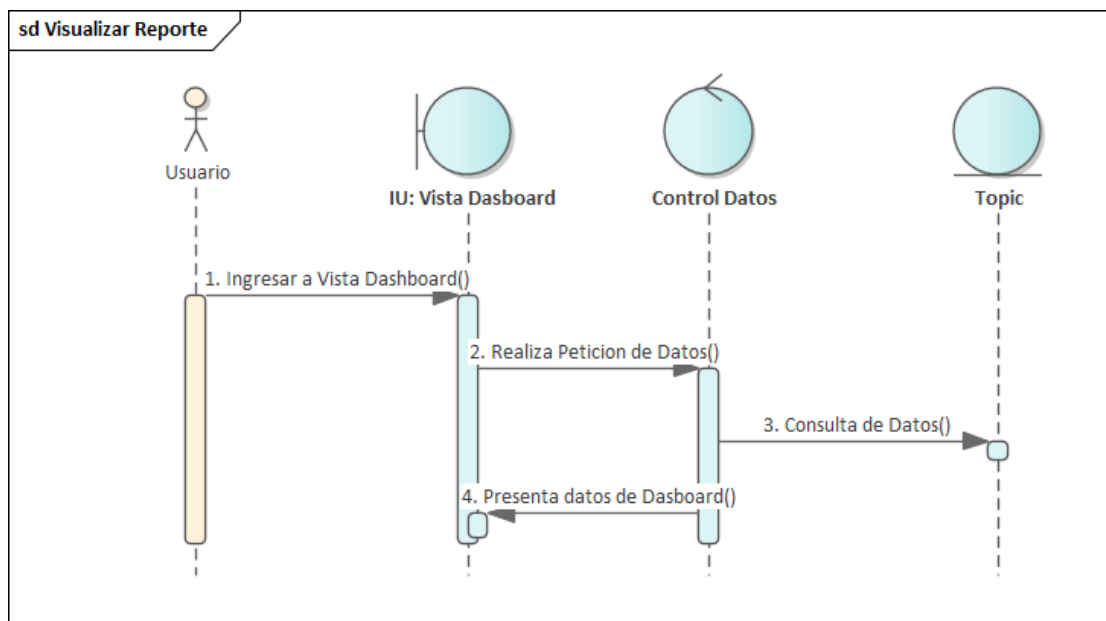 sd Visualizar Reporte
Usuario
IU: Vista Dasboard
Control Datos
Topic
1. Ingresar a Vista Dashboard()
2. Realiza Peticion de Datos()
3. Consulta de Datos()
4. Presenta datos de Dasboard()